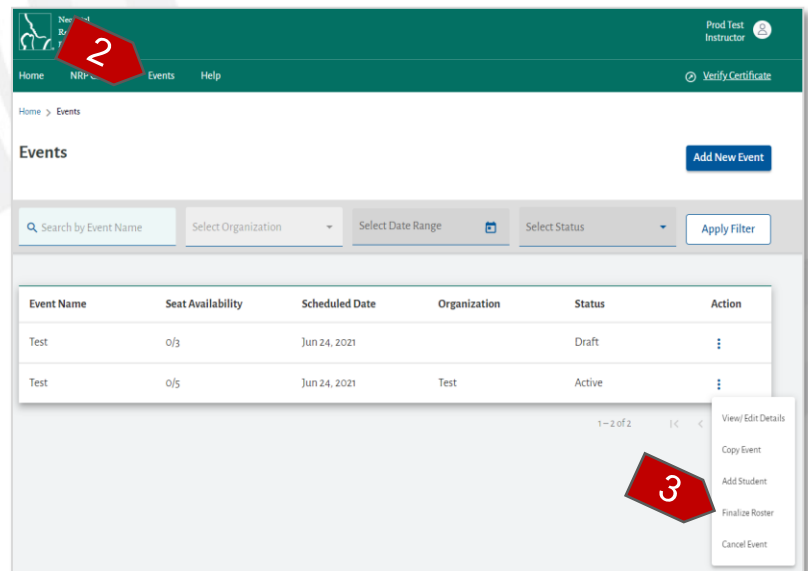 Prod Test
Instructor
2
Home Events Help Verify Certificate
Home > Events
Events
Add New Event
Search by Event Name Select Organization Select Date Range Select Status Apply Filter
Event Name Seat Availability Scheduled Date Organization Status Action
Test 0/3 Jun 24, 2021 Draft
Test 0/5 Jun 24, 2021 Test Active
1 – 2 of 2
View/ Edit Details
Copy Event
Add Student
3
Finalize Roster
Cancel Event